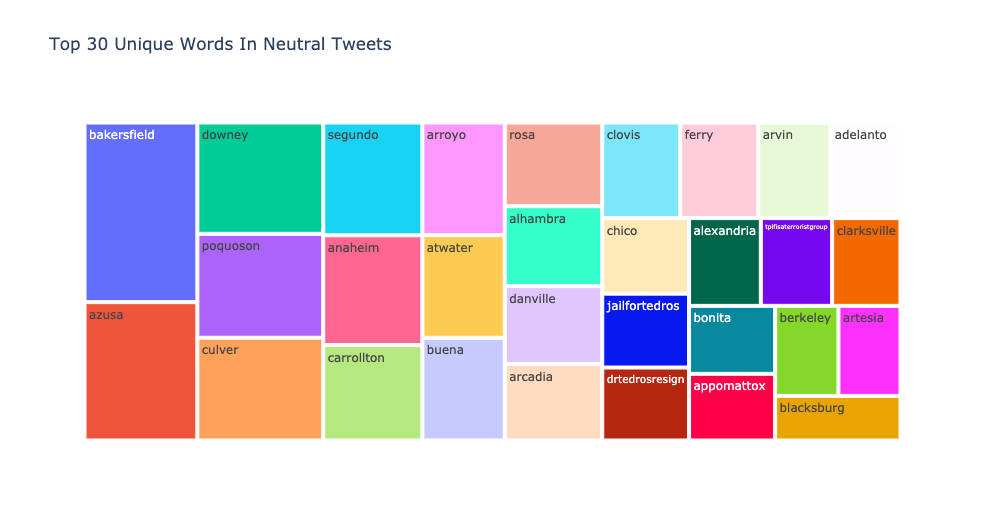 Top 30 Unique Words In Neutral Tweets
bakersfield
azusa
downey
poquoson
culver
segundo
anaheim
carrollton
arroyo
atwater
buena
rosa
alhambra
danville
arcadia
clovis
ferry
arvin
adelanto
chico
jailfortedros
drtedrosresign
alexandria
tplfisaterroristgroup
clarksville
bonita
appomattox
berkeley
artesia
blacksburg